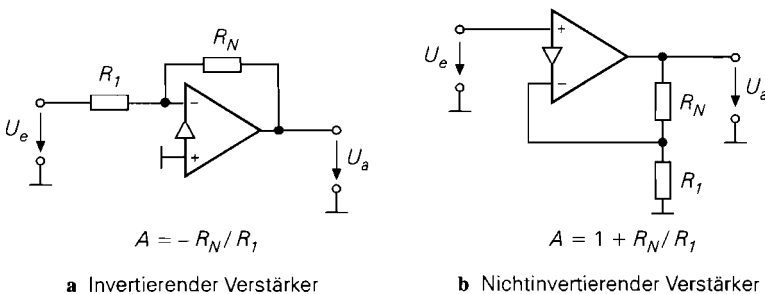 R_N
R_1
−
+
U_e
U_a
A = − R_N / R_1
a Invertierender Verstärker
U_e
+
−
R_N
U_a
R_1
A = 1 + R_N / R_1
b Nichtinvertierender Verstärker